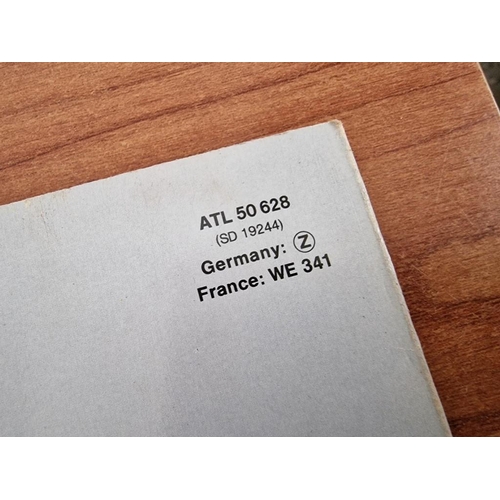 ATL 50 628
(SD 19244)
Germany: Ⓩ
France: WE 341